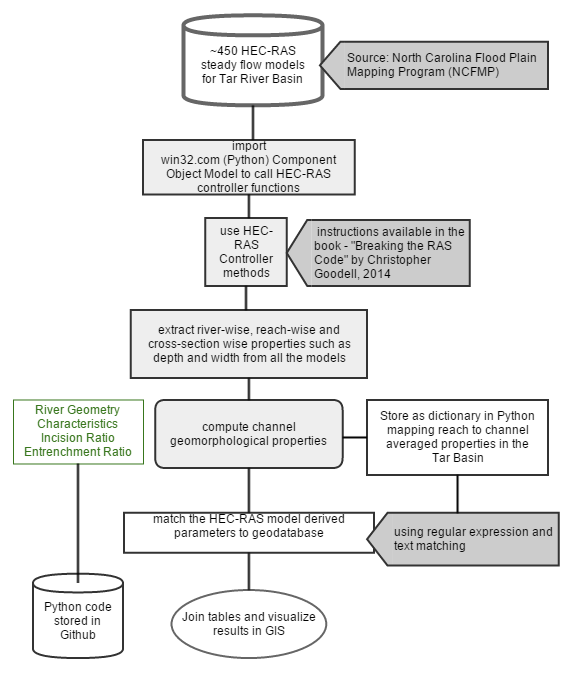 ~450 HEC-RAS
steady flow models
for Tar River Basin
Source: North Carolina Flood Plain
Mapping Program (NCFMP)
import
win32.com (Python) Component
Object Model to call HEC-RAS
controller functions
use HEC-
RAS
Controller
methods
instructions available in the
book - "Breaking the RAS
Code" by Christopher
Goodell, 2014
extract river-wise, reach-wise and
cross-section wise properties such as
depth and width from all the models
River Geometry
Characteristics
Incision Ratio
Entrenchment Ratio
compute channel
geomorphological properties
Store as dictionary in Python
mapping reach to channel
averaged properties in the
Tar Basin
match the HEC-RAS model derived
parameters to geodatabase
using regular expression and
text matching
Python code
stored in
Github
Join tables and visualize
results in GIS